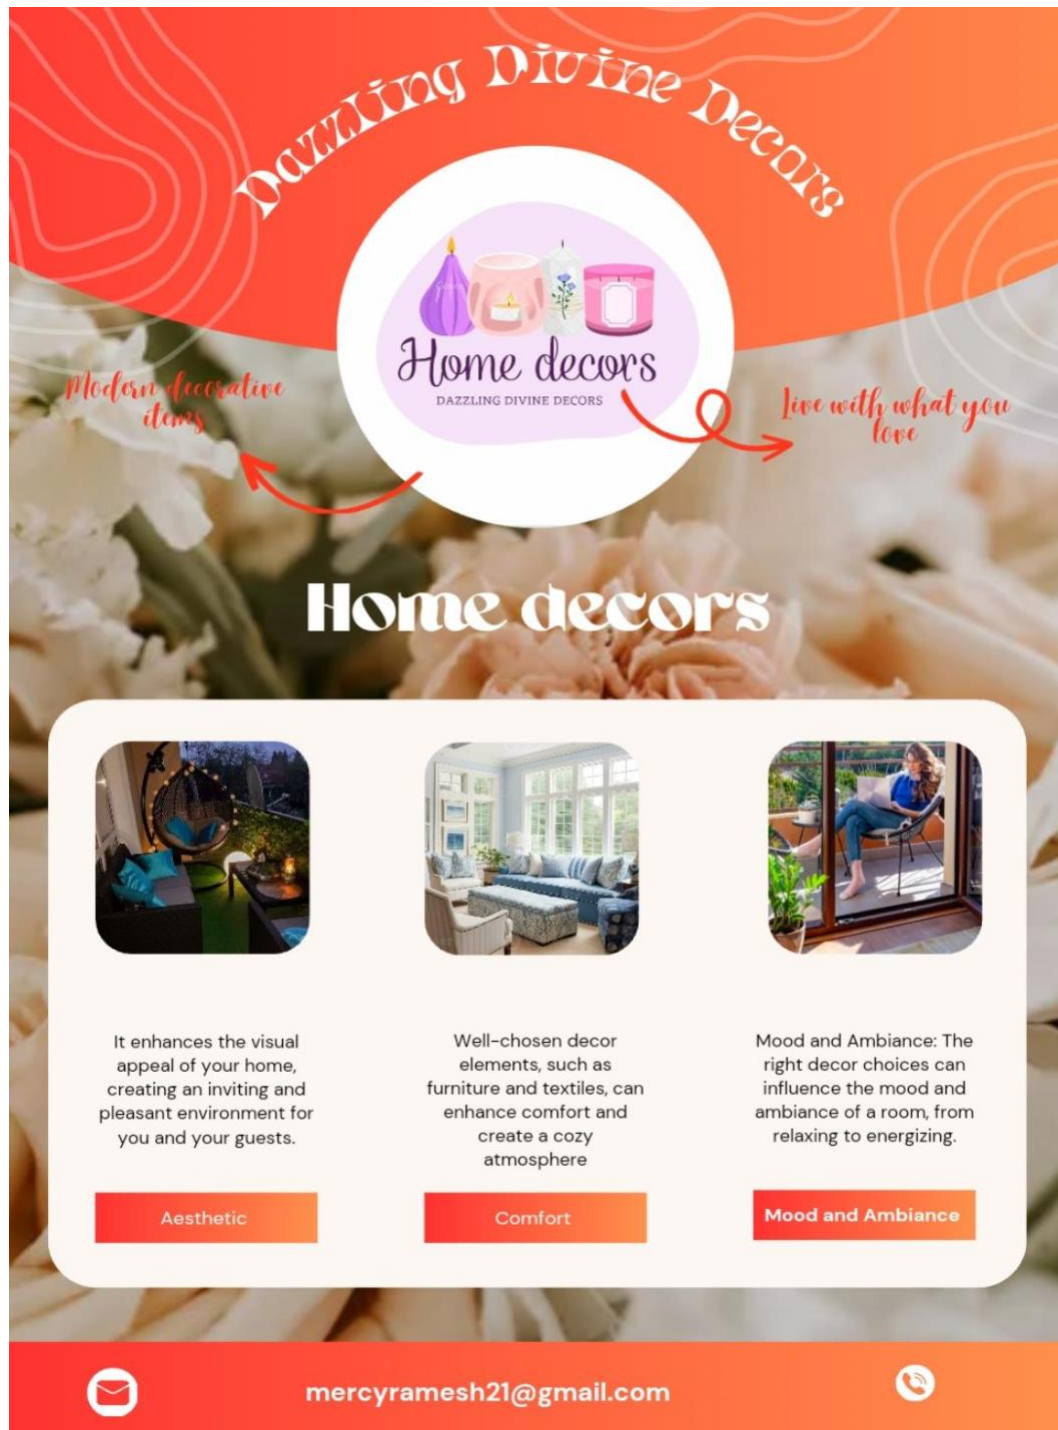 Dazzling Divine Decors
Home decors
DAZZLING DIVINE DECORS
Modern decorative
items
Live with what you
love
Home decors
It enhances the visual
appeal of your home,
creating an inviting and
pleasant environment for
you and your guests.
Aesthetic
Well-chosen decor
elements, such as
furniture and textiles, can
enhance comfort and
create a cozy
atmosphere
Comfort
Mood and Ambiance: The
right decor choices can
influence the mood and
ambiance of a room, from
relaxing to energizing.
Mood and Ambiance
mercyramesh21@gmail.com